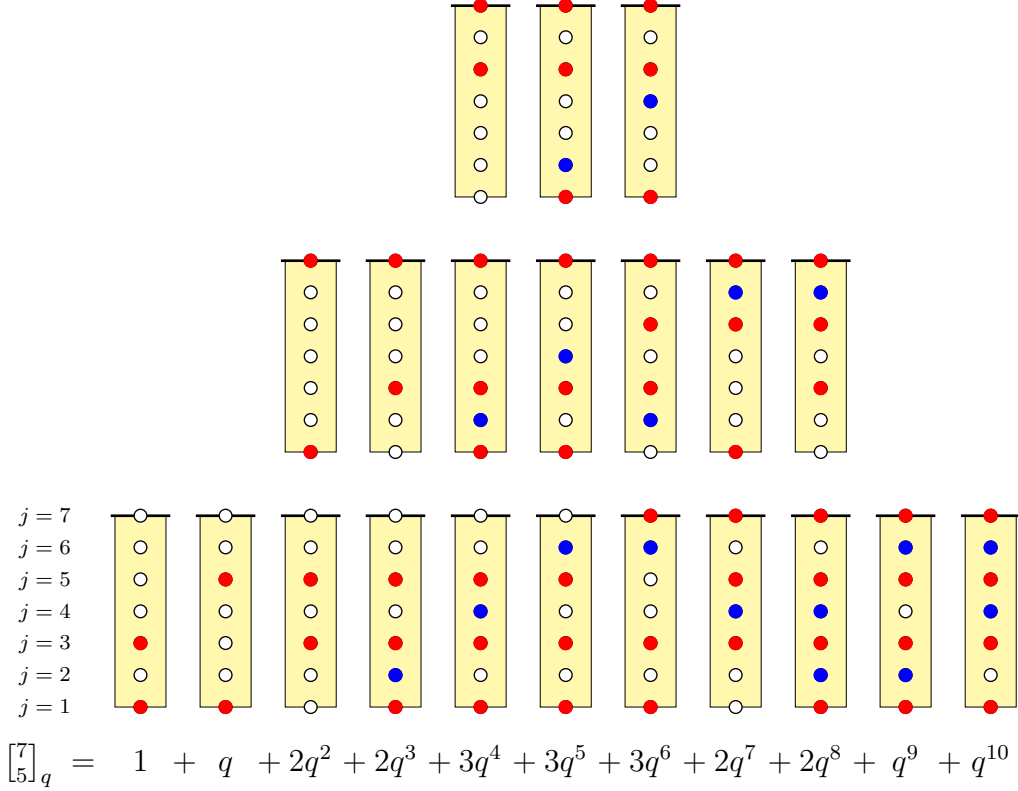 j = 7
j = 6
j = 5
j = 4
j = 3
j = 2
j = 1
[7 5]_q = 1 + q + 2q^2 + 2q^3 + 3q^4 + 3q^5 + 3q^6 + 2q^7 + 2q^8 + q^9 + q^10